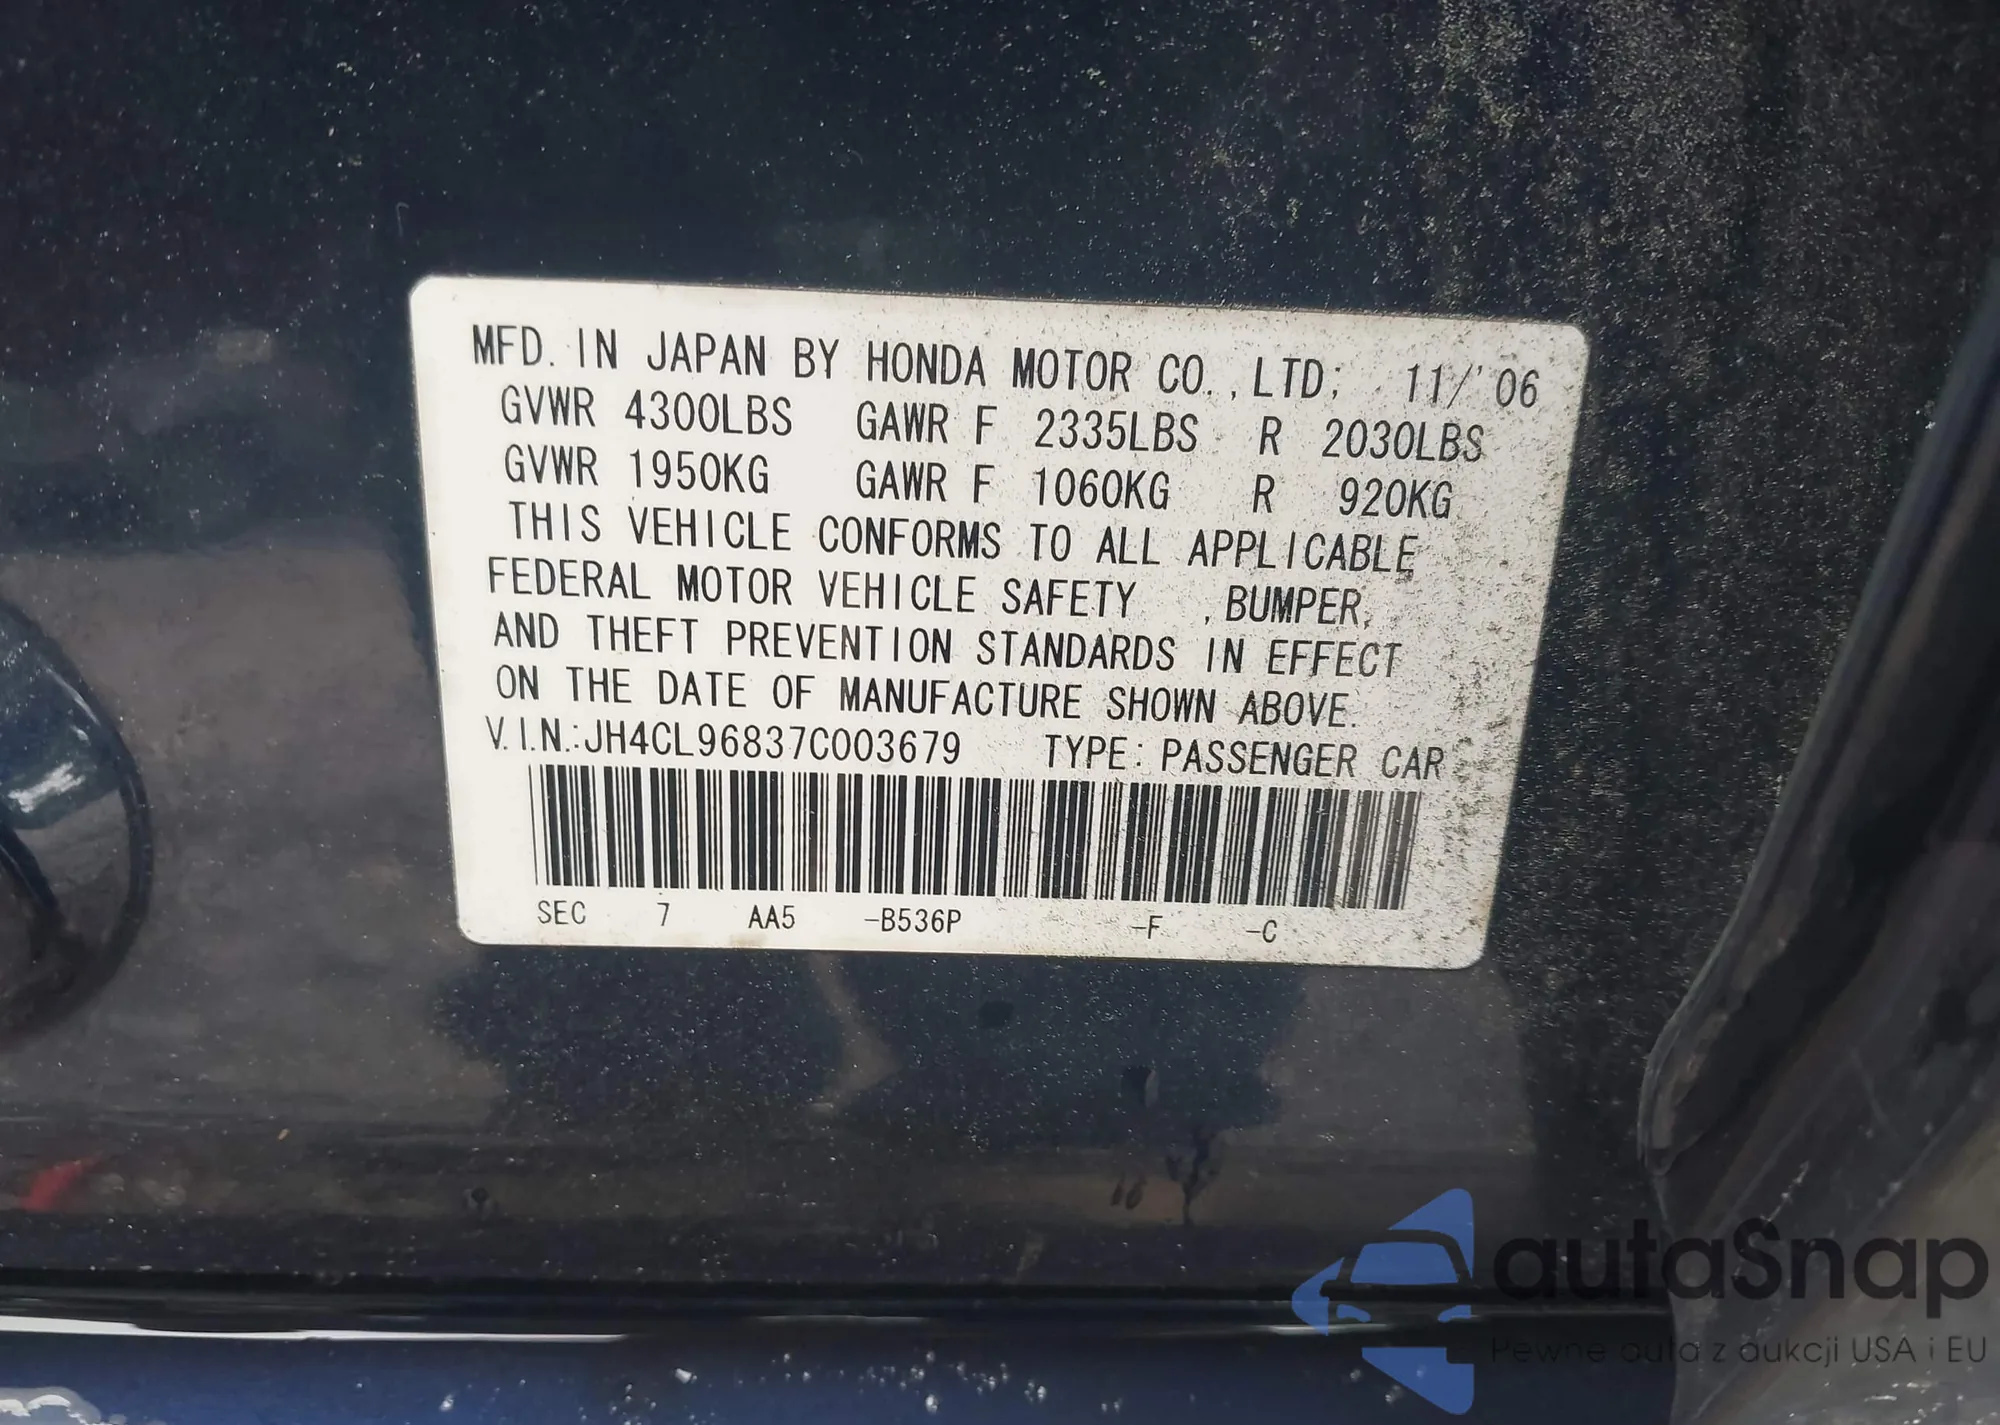 MFD. IN JAPAN BY HONDA MOTOR CO., LTD; 11/'06
GVWR 4300LBS GAWR F 2335LBS R 2030LBS
GVWR 1950KG GAWR F 1060KG R 920KG
THIS VEHICLE CONFORMS TO ALL APPLICABLE
FEDERAL MOTOR VEHICLE SAFETY , BUMPER,
AND THEFT PREVENTION STANDARDS IN EFFECT
ON THE DATE OF MANUFACTURE SHOWN ABOVE.
V.I.N.:JH4CL96837C003679 TYPE: PASSENGER CAR
SEC 7 AA5 -B536P -F -C
autaSnap
Pewne auta z aukcji USA i EU